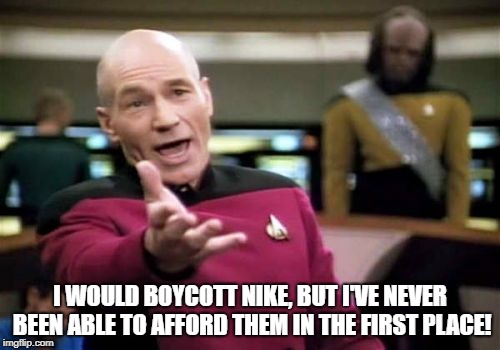 I WOULD BOYCOTT NIKE, BUT I'VE NEVER
BEEN ABLE TO AFFORD THEM IN THE FIRST PLACE!
imgflip.com